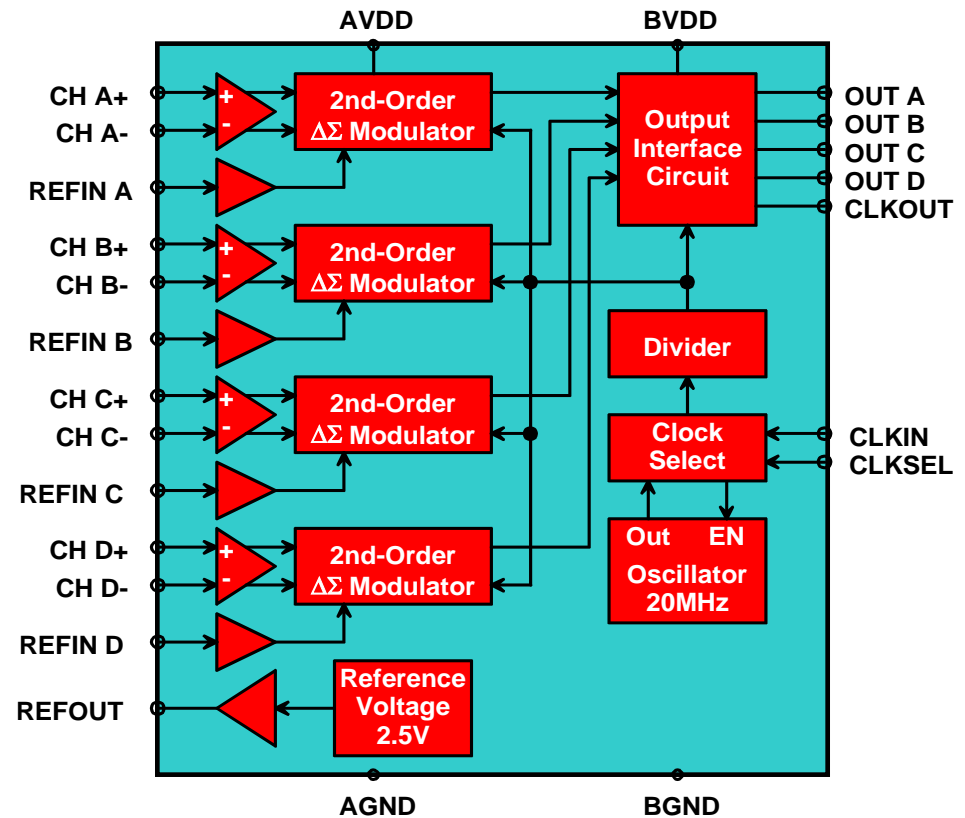 AVDD
BVDD
CH A+
CH A-
REFIN A
CH B+
CH B-
REFIN B
CH C+
CH C-
REFIN C
CH D+
CH D-
REFIN D
REFOUT
+
-
2nd-Order
ΔΣ Modulator
+
-
2nd-Order
ΔΣ Modulator
+
-
2nd-Order
ΔΣ Modulator
+
-
2nd-Order
ΔΣ Modulator
Reference
Voltage
2.5V
Output
Interface
Circuit
Divider
Clock
Select
Out EN
Oscillator
20MHz
OUT A
OUT B
OUT C
OUT D
CLKOUT
CLKIN
CLKSEL
AGND
BGND